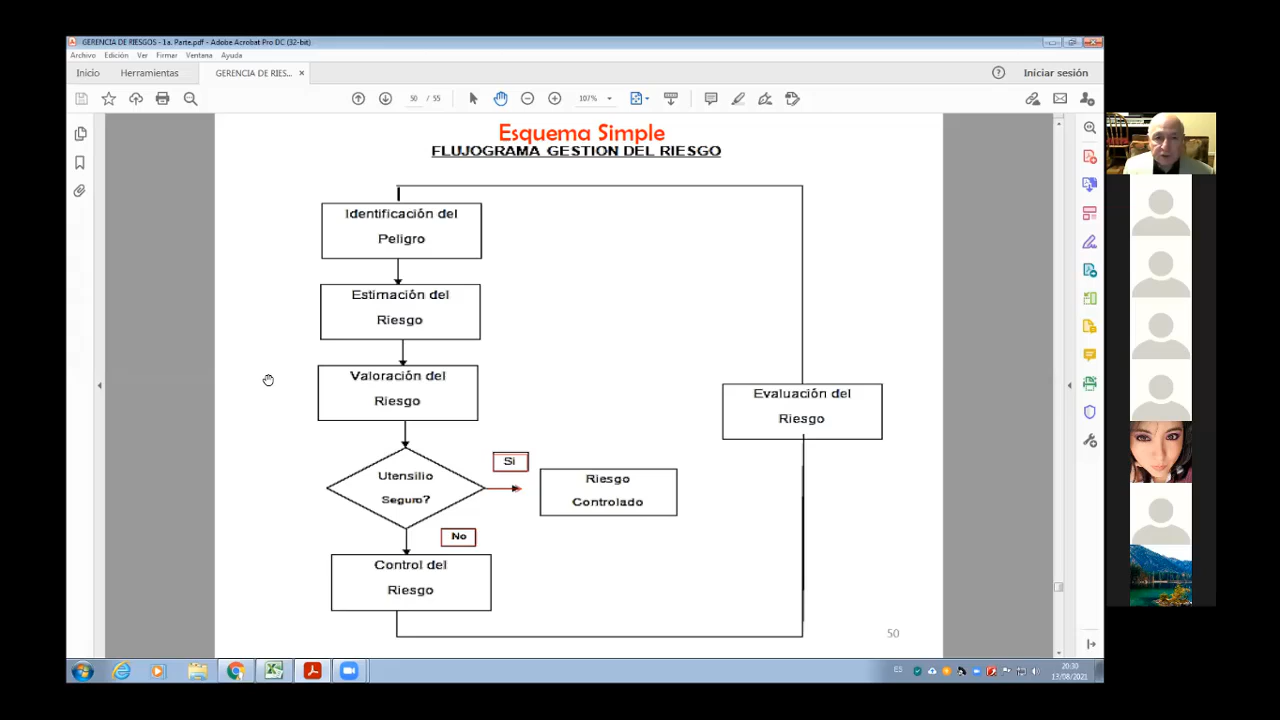 GERENCIA DE RIESGOS - 1a. Parte.pdf - Adobe Acrobat Pro DC (32-bit)
Archivo Edición Ver Firmar Ventana Ayuda
Inicio Herramientas GERENCIA DE RIES... × Iniciar sesión
50 / 55 107%
Esquema Simple
FLUJOGRAMA GESTION DEL RIESGO
Identificación del
Peligro
Estimación del
Riesgo
Valoración del
Riesgo
Evaluación del
Riesgo
Utensilio
Seguro?
Si
Riesgo
Controlado
No
Control del
Riesgo
50
ES
20:30
13/08/2021